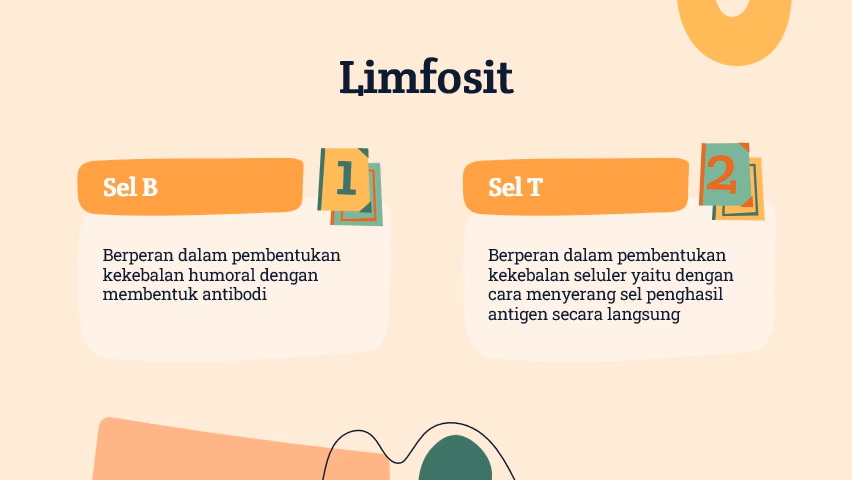 Limfosit
Sel B
1
Berperan dalam pembentukan
kekebalan humoral dengan
membentuk antibodi
Sel T
2
Berperan dalam pembentukan
kekebalan seluler yaitu dengan
cara menyerang sel penghasil
antigen secara langsung